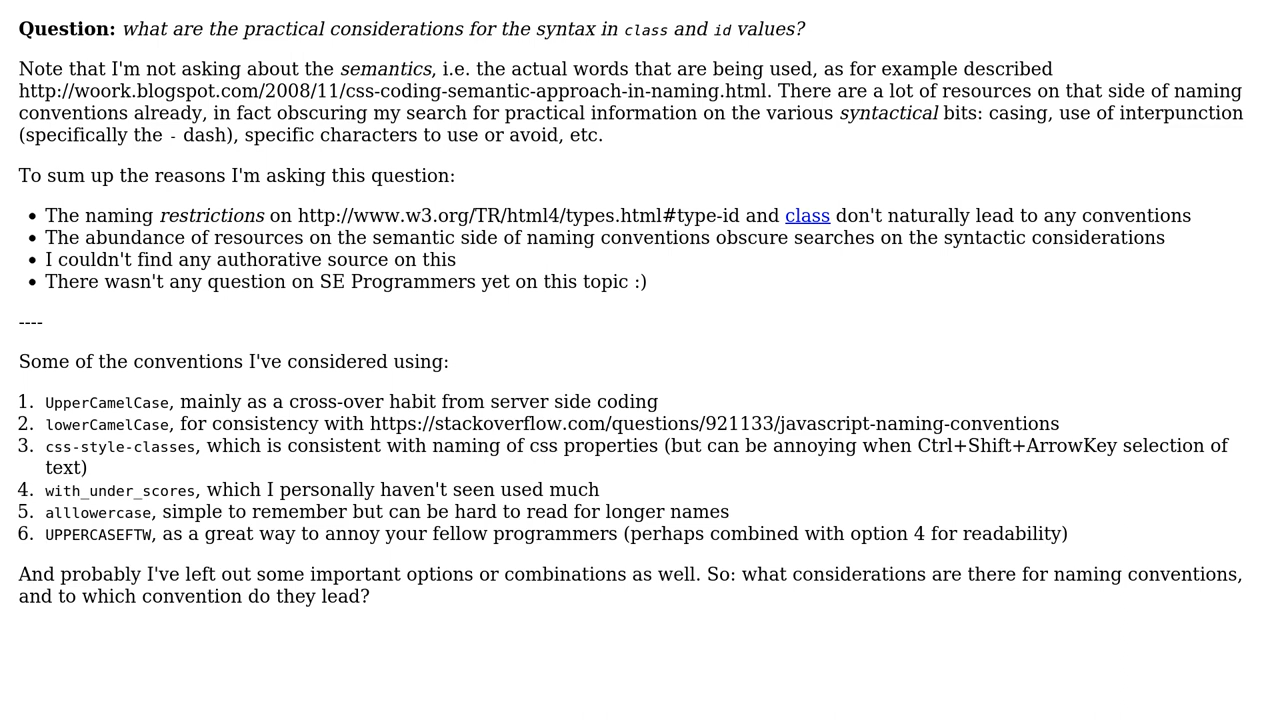 Question: what are the practical considerations for the syntax in class and id values?
Note that I'm not asking about the semantics, i.e. the actual words that are being used, as for example described
http://woork.blogspot.com/2008/11/css-coding-semantic-approach-in-naming.html. There are a lot of resources on that side of naming
conventions already, in fact obscuring my search for practical information on the various syntactical bits: casing, use of interpunction
(specifically the - dash), specific characters to use or avoid, etc.
To sum up the reasons I'm asking this question:
• The naming restrictions on http://www.w3.org/TR/html4/types.html#type-id and class don't naturally lead to any conventions
• The abundance of resources on the semantic side of naming conventions obscure searches on the syntactic considerations
• I couldn't find any authorative source on this
• There wasn't any question on SE Programmers yet on this topic :)
----
Some of the conventions I've considered using:
1. UpperCamelCase, mainly as a cross-over habit from server side coding
2. lowerCamelCase, for consistency with https://stackoverflow.com/questions/921133/javascript-naming-conventions
3. css-style-classes, which is consistent with naming of css properties (but can be annoying when Ctrl+Shift+ArrowKey selection of
text)
4. with_under_scores, which I personally haven't seen used much
5. alllowercase, simple to remember but can be hard to read for longer names
6. UPPERCASEFTW, as a great way to annoy your fellow programmers (perhaps combined with option 4 for readability)
And probably I've left out some important options or combinations as well. So: what considerations are there for naming conventions,
and to which convention do they lead?